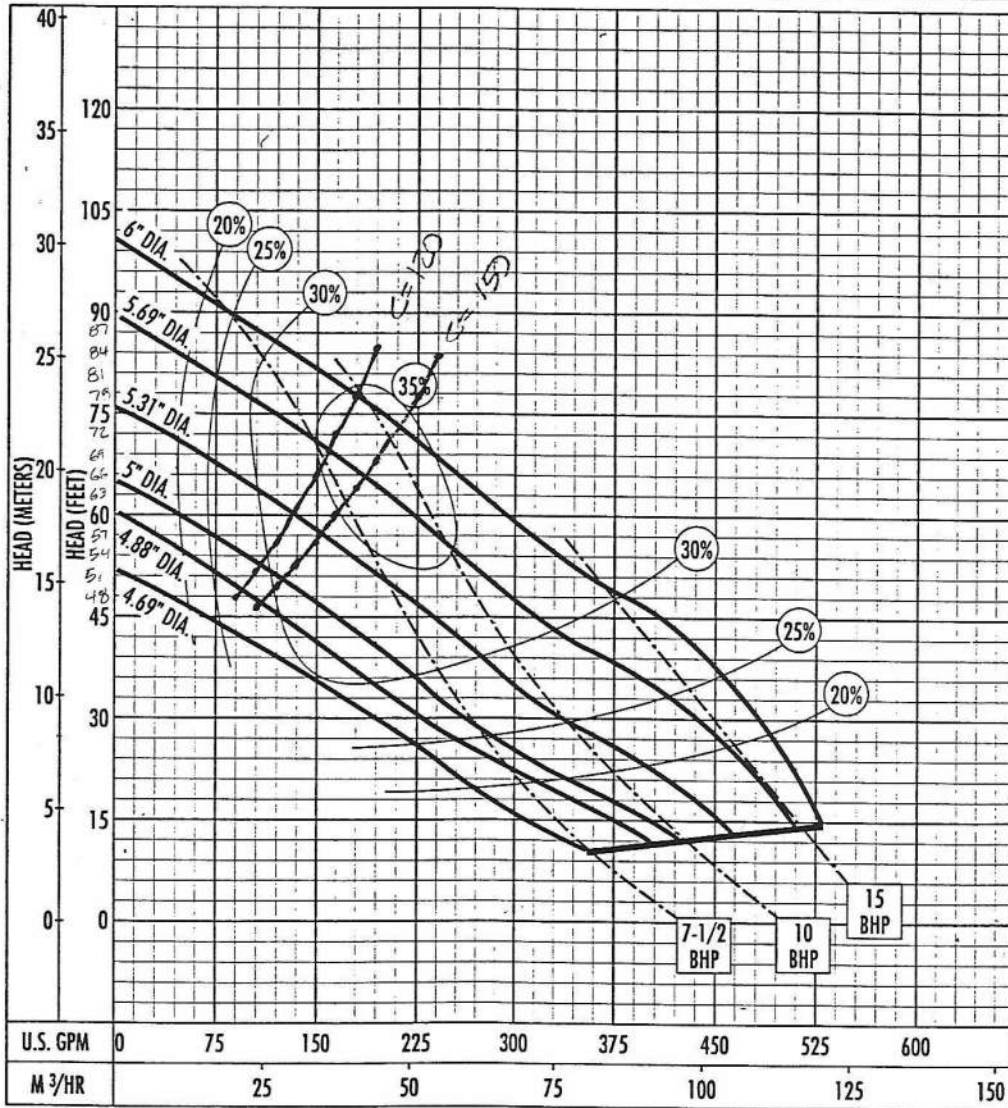 40
120
35
105
20%
25%
30
6" DIA.
30%
C=120
C=150
90
5.69" DIA.
87
25
84
81
35%
78
75
5.31" DIA.
72
69
20
66
5" DIA.
63
60
4.88" DIA.
57
54
30%
15
51
48
45
4.69" DIA.
25%
10
20%
30
5
15
15
BHP
0
0
7-1/2
BHP
10
BHP
HEAD (METERS)
HEAD (FEET)
U.S. GPM 0 75 150 225 300 375 450 525 600
M 3/HR 25 50 75 100 125 150